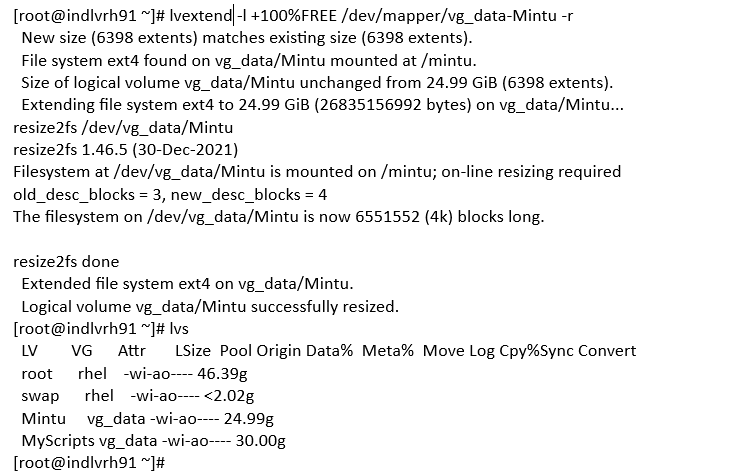 [root@indlvrh91 ~]# lvextend -l +100%FREE /dev/mapper/vg_data-Mintu -r
New size (6398 extents) matches existing size (6398 extents).
File system ext4 found on vg_data/Mintu mounted at /mintu.
Size of logical volume vg_data/Mintu unchanged from 24.99 GiB (6398 extents).
Extending file system ext4 to 24.99 GiB (26835156992 bytes) on vg_data/Mintu...
resize2fs /dev/vg_data/Mintu
resize2fs 1.46.5 (30-Dec-2021)
Filesystem at /dev/vg_data/Mintu is mounted on /mintu; on-line resizing required
old_desc_blocks = 3, new_desc_blocks = 4
The filesystem on /dev/vg_data/Mintu is now 6551552 (4k) blocks long.
resize2fs done
Extended file system ext4 on vg_data/Mintu.
Logical volume vg_data/Mintu successfully resized.
[root@indlvrh91 ~]# lvs
LV VG Attr LSize Pool Origin Data% Meta% Move Log Cpy%Sync Convert
root rhel -wi-ao---- 46.39g
swap rhel -wi-ao---- <2.02g
Mintu vg_data -wi-ao---- 24.99g
MyScripts vg_data -wi-ao---- 30.00g
[root@indlvrh91 ~]#